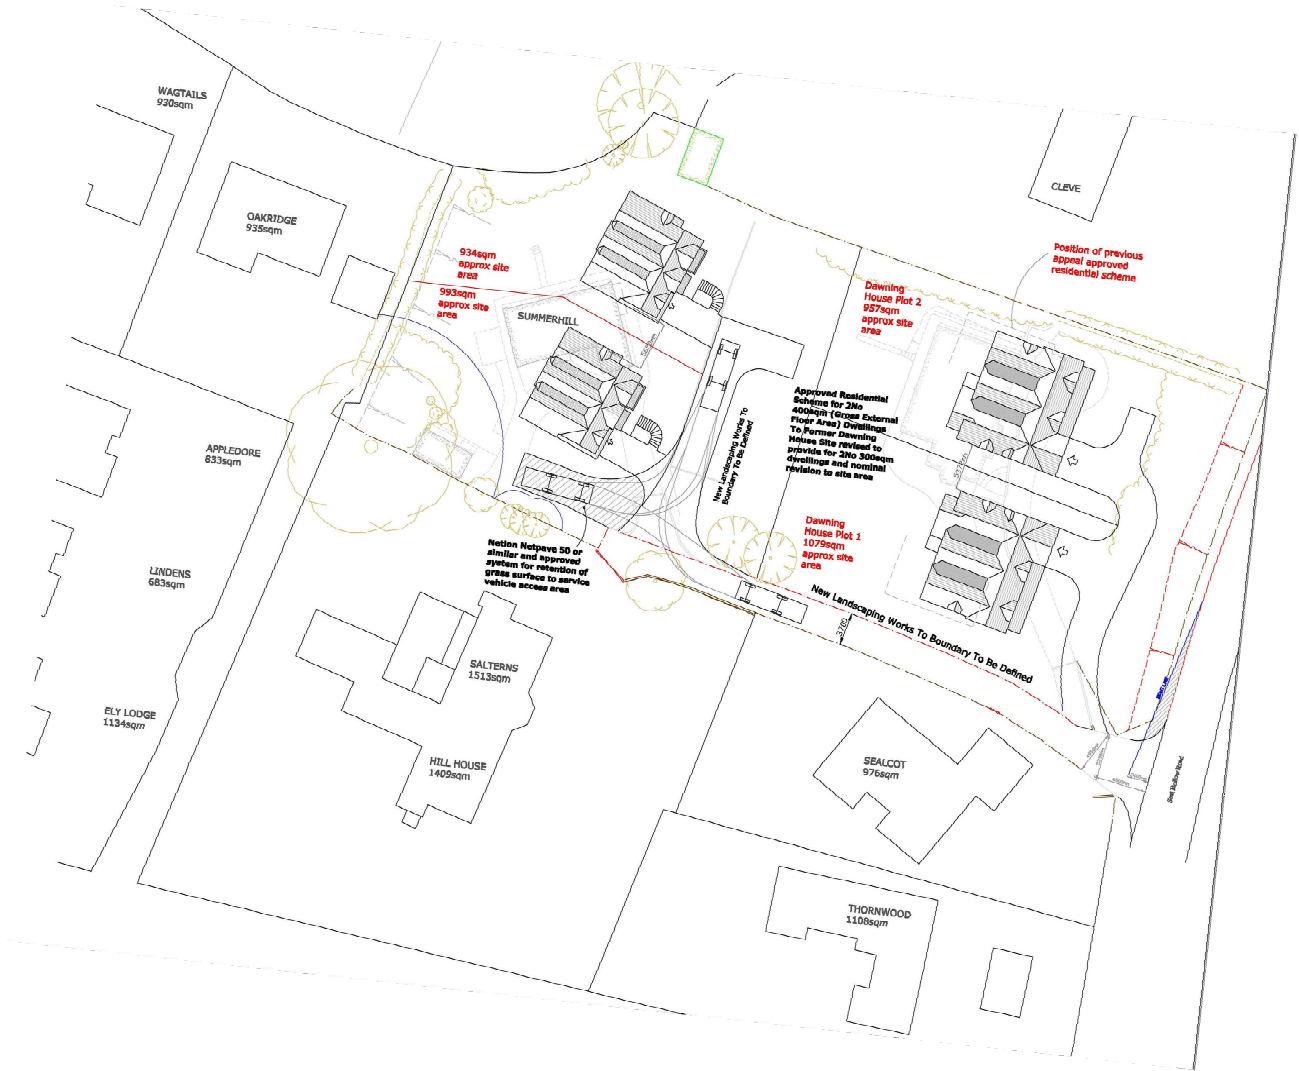 WAGTAILS
930sqm
OAKRIDGE
935sqm
CLEVE
934sqm
approx site
area
993sqm
approx site
area
SUMMERHILL
Position of previous
appeal approved
residential scheme
Dawning
House Plot 2
957sqm
approx site
area
Approved Residential
Scheme for 2No
400sqm (Gross External
Floor Area) Dwellings
To Former Dawning
House Site revised to
provide for 2No 300sqm
dwellings and nominal
revision to site area
New Landscaping Works To
Boundary To Be Defined
APPLEDORE
833sqm
Dawning
House Plot 1
1079sqm
approx site
area
Netlon Netpave 50 or
similar and approved
system for retention of
grass surface to service
vehicle access area
LINDENS
683sqm
New Landscaping Works To Boundary To Be Defined
3700
SALTERNS
1513sqm
ELY LODGE
1134sqm
HILL HOUSE
1409sqm
SEALCOT
976sqm
THORNWOOD
1108sqm